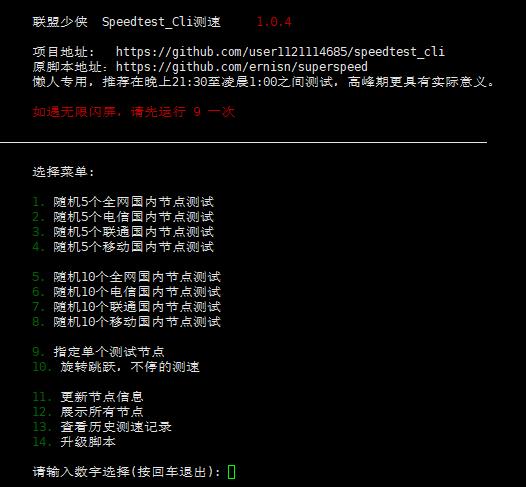 联盟少侠 Speedtest_Cli测速 1.0.4
项目地址: https://github.com/user1121114685/speedtest_cli
原脚本地址: https://github.com/ernisn/superspeed
懒人专用, 推荐在晚上21:30至凌晨1:00之间测试, 高峰期更具有实际意义。
如遇无限闪屏, 请先运行 9 一次
选择菜单:
1. 随机5个全网国内节点测试
2. 随机5个电信国内节点测试
3. 随机5个联通国内节点测试
4. 随机5个移动国内节点测试
5. 随机10个全网国内节点测试
6. 随机10个电信国内节点测试
7. 随机10个联通国内节点测试
8. 随机10个移动国内节点测试
9. 指定单个测试节点
10. 旋转跳跃, 不停的测速
11. 更新节点信息
12. 展示所有节点
13. 查看历史测速记录
14. 升级脚本
请输入数字选择(按回车退出):